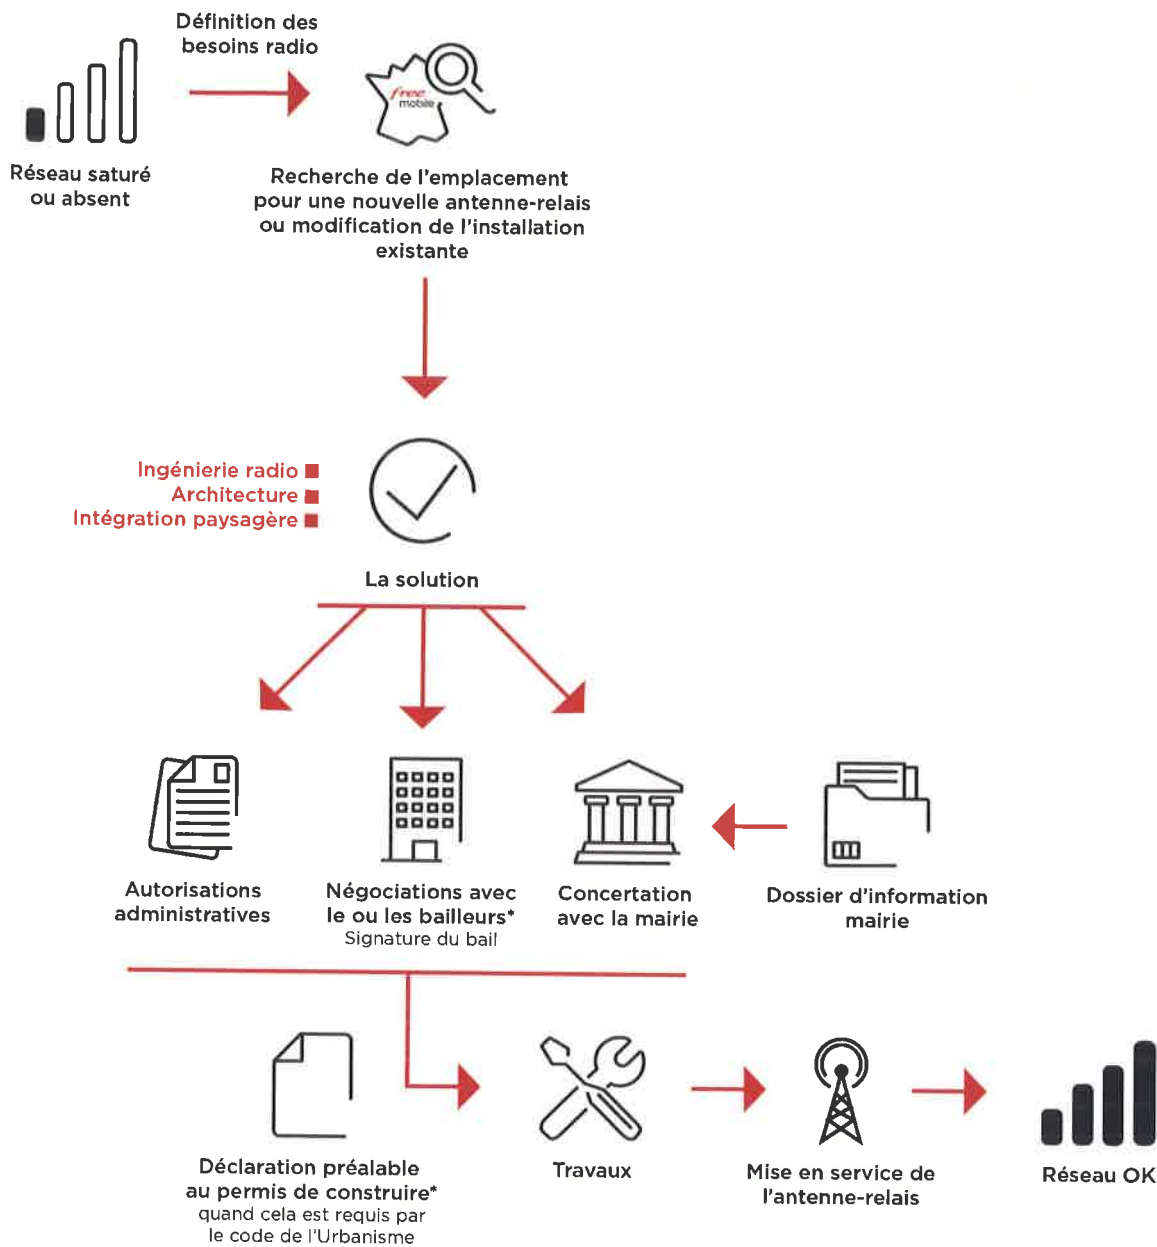 Définition des
besoins radio
free
mobile
Réseau saturé
ou absent
Recherche de l'emplacement
pour une nouvelle antenne-relais
ou modification de l'installation
existante
Ingénierie radio
Architecture
Intégration paysagère
La solution
Autorisations
administratives
Négociations avec
le ou les bailleurs*
Signature du bail
Concertation
avec la mairie
Dossier d'information
mairie
Déclaration préalable
au permis de construire*
quand cela est requis par
le code de l'Urbanisme
Travaux
Mise en service de
l'antenne-relais
Réseau OK